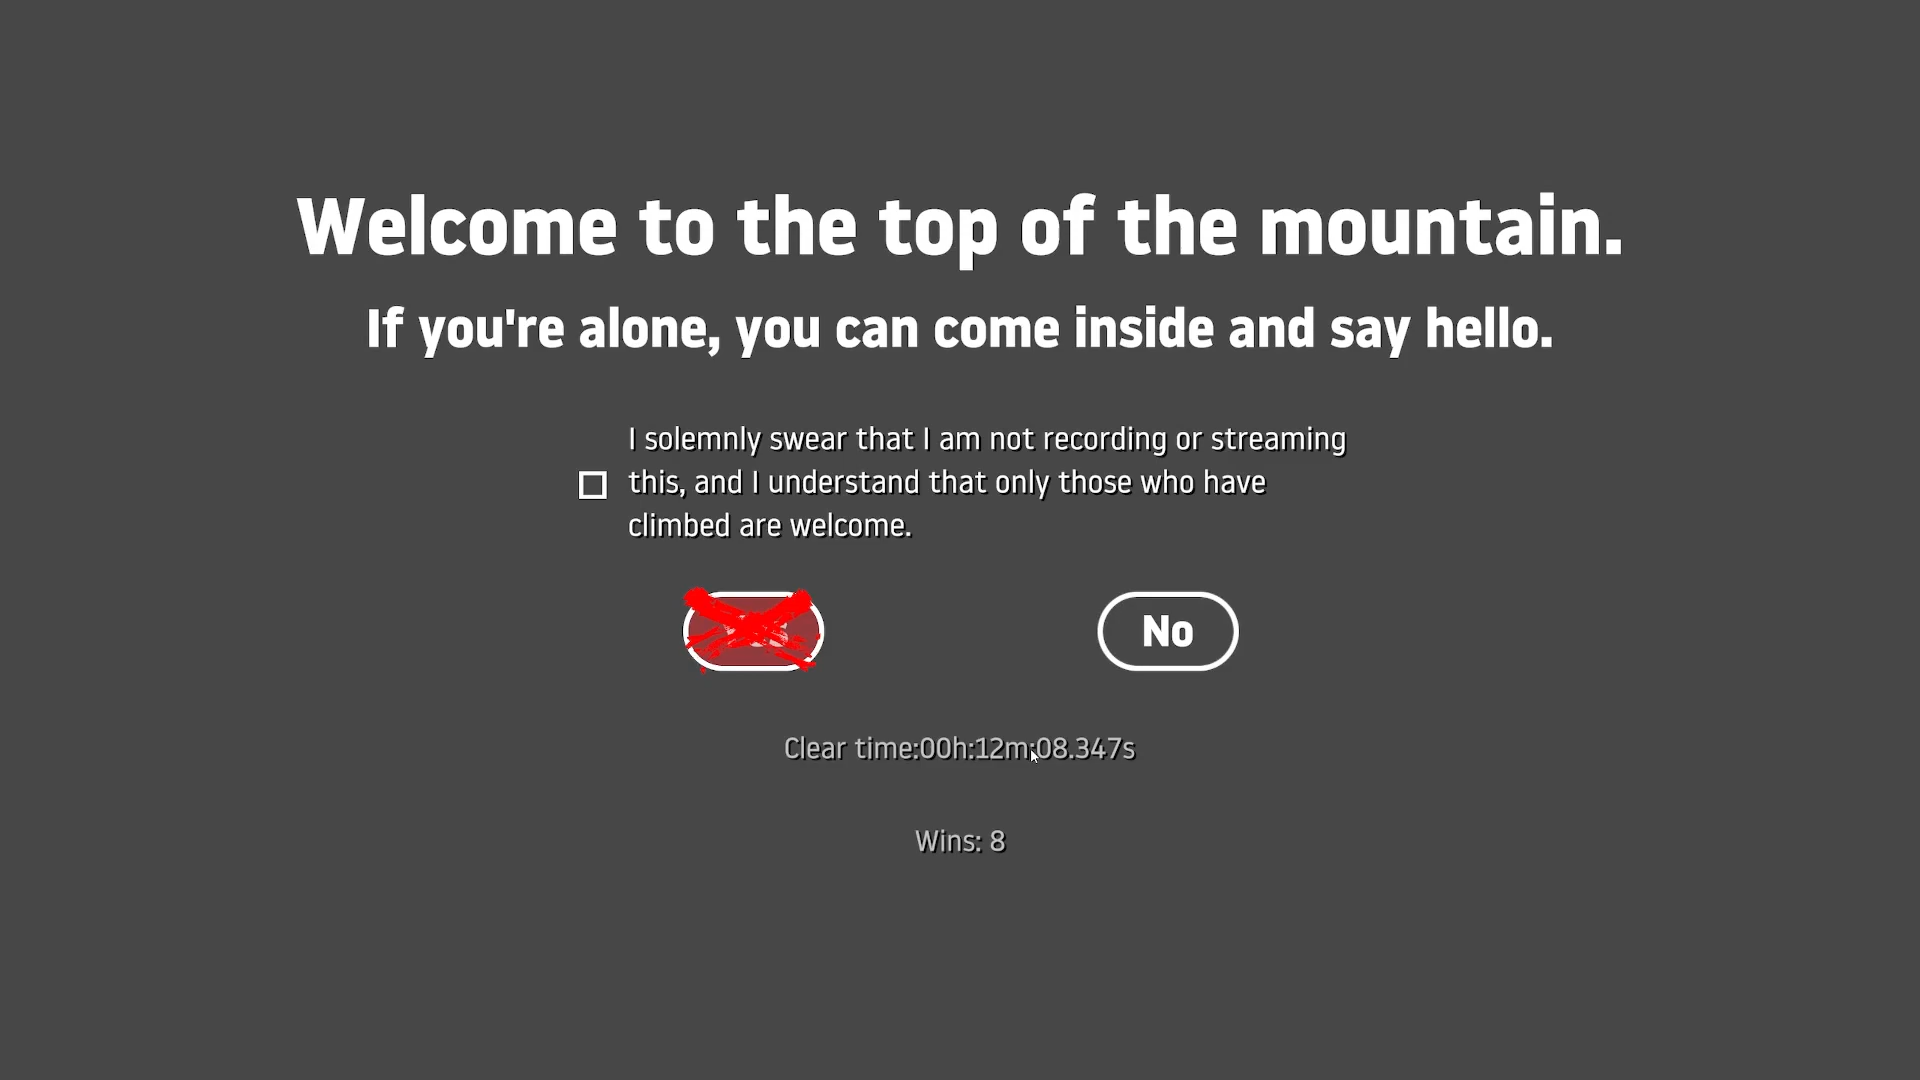 Welcome to the top of the mountain.
If you're alone, you can come inside and say hello.
I solemnly swear that I am not recording or streaming
this, and I understand that only those who have
climbed are welcome.
No
Clear time:00h:12m:08.347s
Wins: 8